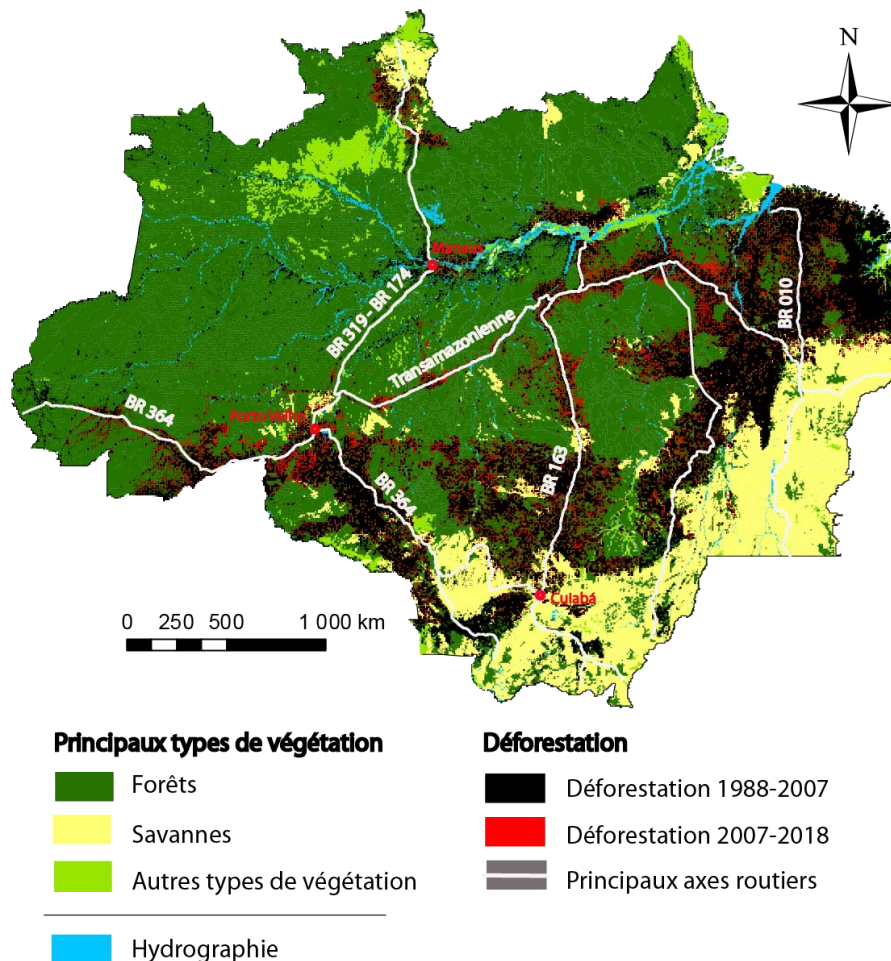 N
Manaus
BR 319 - BR 174
BR 010
Transamazonienne
BR 364
Porto Velho
BR 163
BR 364
Cuiabá
0 250 500 1 000 km
Principaux types de végétation
Forêts
Savannes
Autres types de végétation
Hydrographie
Déforestation
Déforestation 1988-2007
Déforestation 2007-2018
Principaux axes routiers